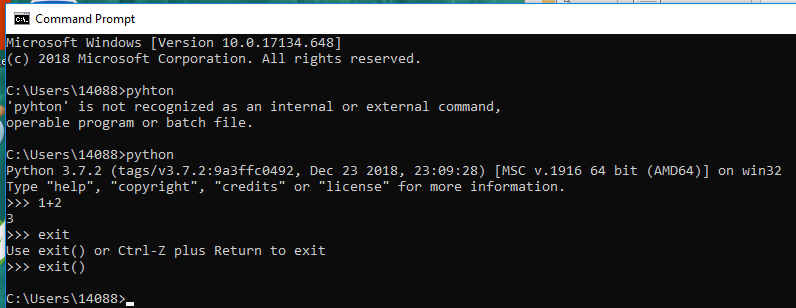 Command Prompt
Microsoft Windows [Version 10.0.17134.648]
(c) 2018 Microsoft Corporation. All rights reserved.
C:\Users\14088>pyhton
'pyhton' is not recognized as an internal or external command,
operable program or batch file.
C:\Users\14088>python
Python 3.7.2 (tags/v3.7.2:9a3ffc0492, Dec 23 2018, 23:09:28) [MSC v.1916 64 bit (AMD64)] on win32
Type "help", "copyright", "credits" or "license" for more information.
>>> 1+2
3
>>> exit
Use exit() or Ctrl-Z plus Return to exit
>>> exit()
C:\Users\14088>